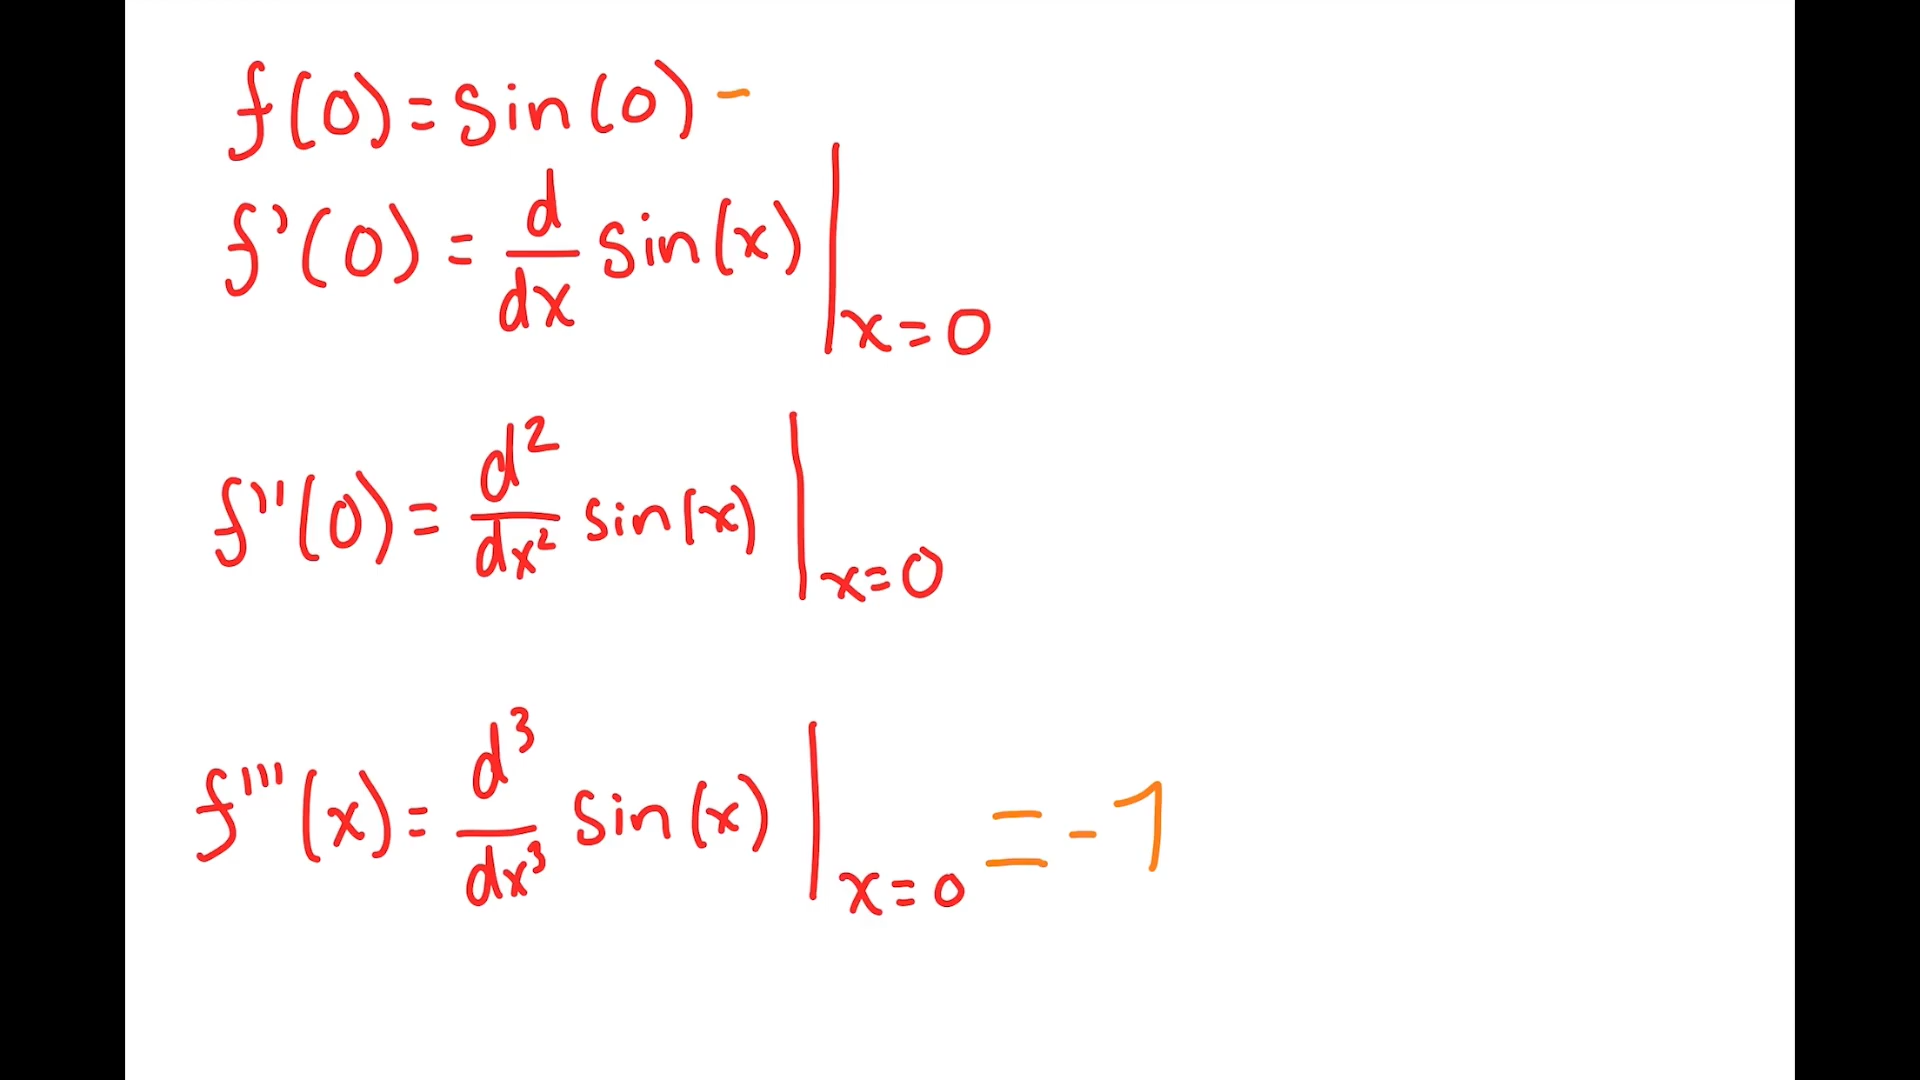 f(0) = sin(0) -
f'(0) = d/dx sin(x) |x=0
f''(0) = d²/dx² sin(x) |x=0
f'''(x) = d³/dx³ sin(x) |x=0 = -1